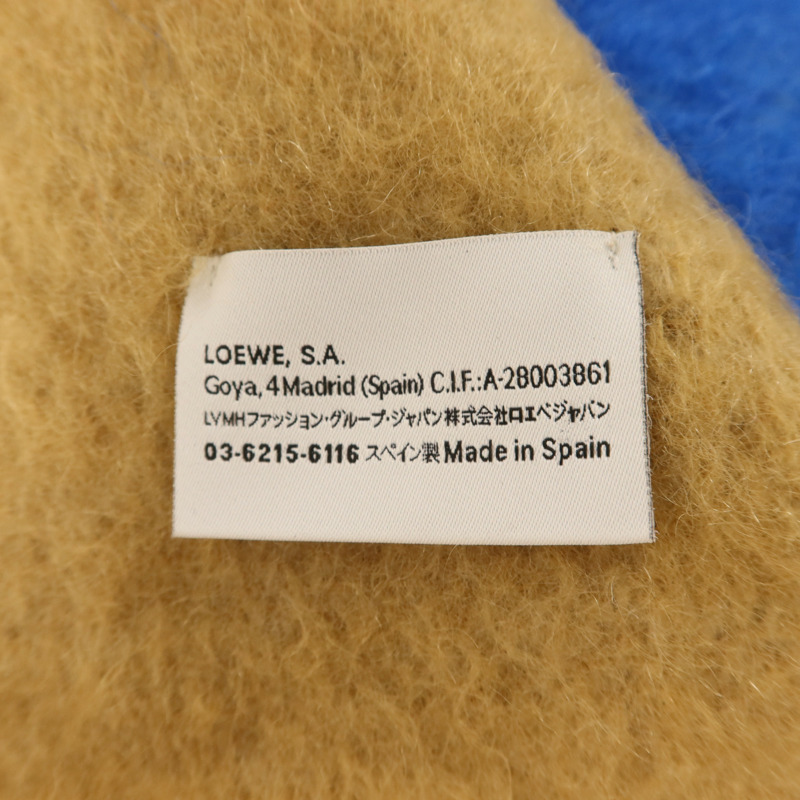 LOEWE, S.A.
Goya, 4 Madrid (Spain) C.I.F.:A-28003861
LVMHファッション・グループ・ジャパン株式会社ロエベジャパン
03-6215-6116 スペイン製 Made in Spain